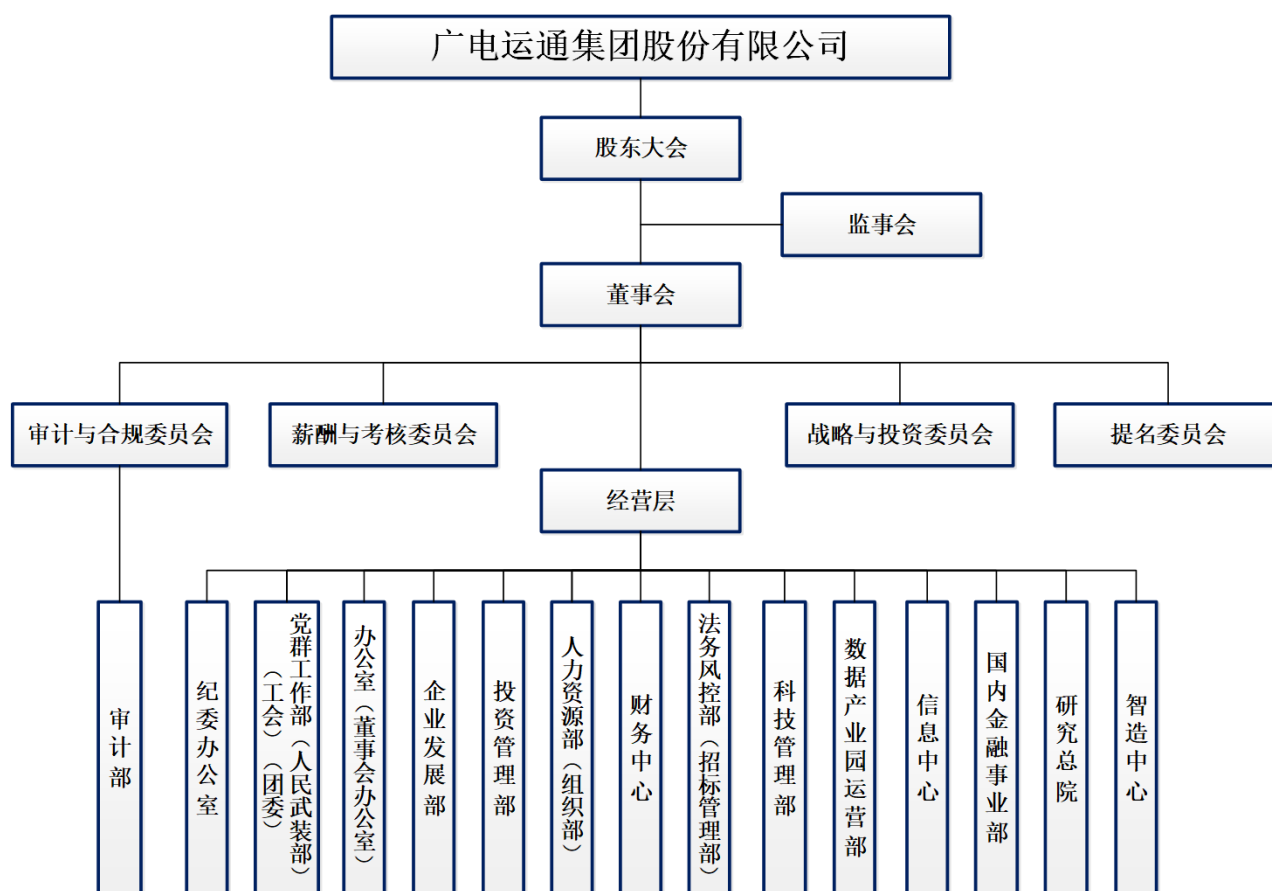 广电运通集团股份有限公司
股东大会
监事会
董事会
审计与合规委员会
薪酬与考核委员会
战略与投资委员会
提名委员会
经营层
审计部
纪委办公室
党群工作部（人民武装部）
（工会）（团委）
办公室（董事会办公室）
企业发展部
投资管理部
人力资源部（组织部）
财务中心
法务风控部（招标管理部）
科技管理部
数据产业园运营部
信息中心
国内金融事业部
研究总院
智造中心